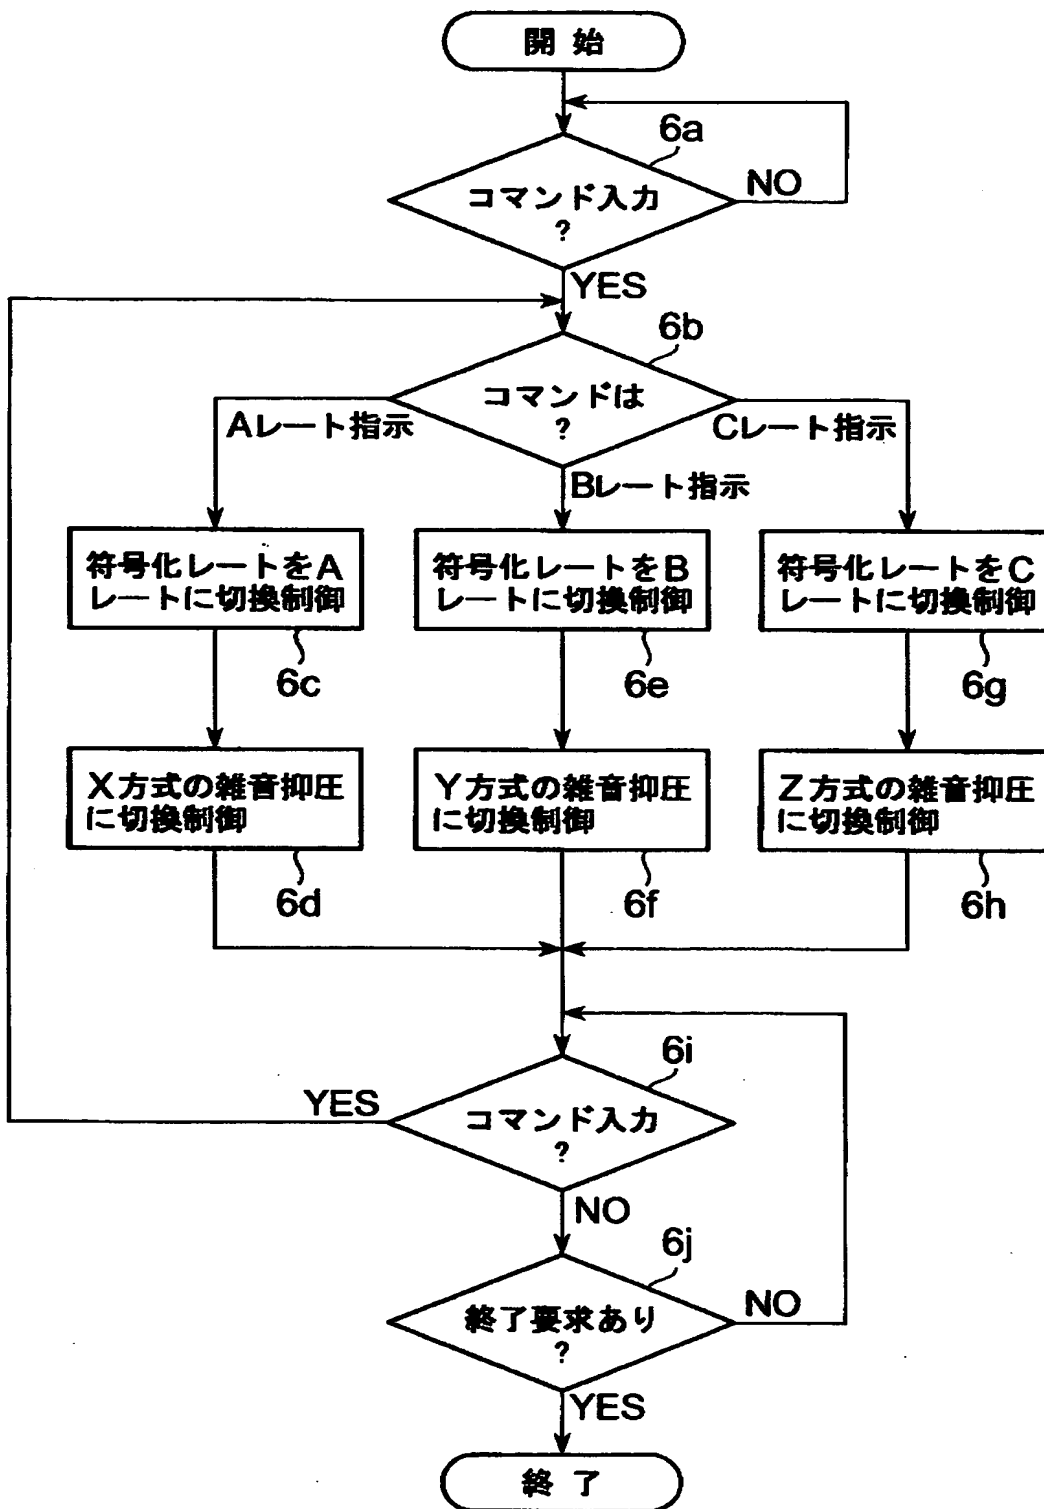 開始
6a
コマンド入力
?
NO
YES
6b
コマンドは
?
Aレート指示
Cレート指示
Bレート指示
符号化レートをA
レートに切換制御
6c
符号化レートをB
レートに切換制御
6e
符号化レートをC
レートに切換制御
6g
X方式の雑音抑圧
に切換制御
6d
Y方式の雑音抑圧
に切換制御
6f
Z方式の雑音抑圧
に切換制御
6h
6i
YES
コマンド入力
?
NO
6j
終了要求あり
?
NO
YES
終了